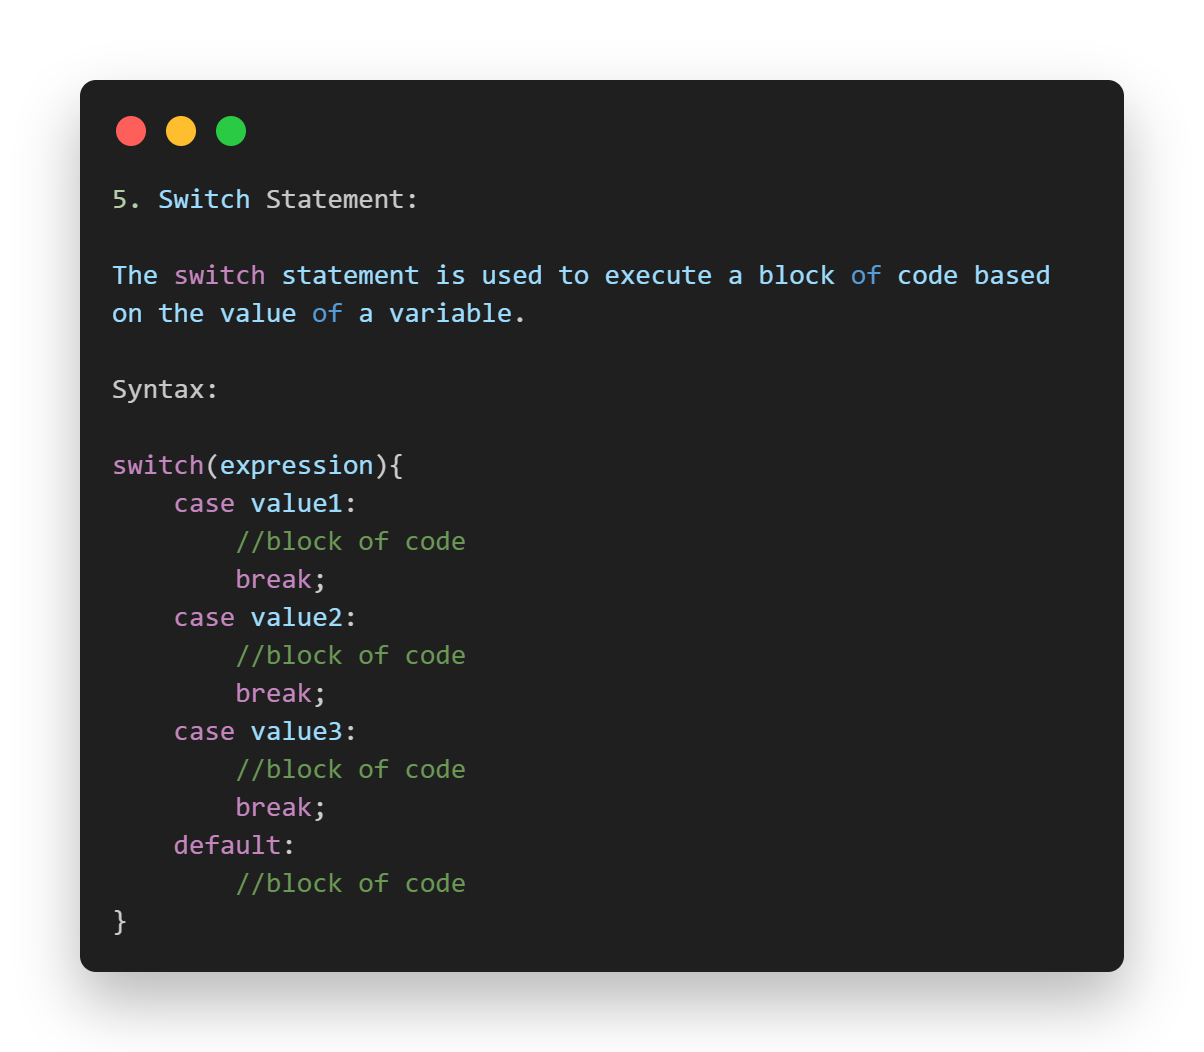 5. Switch Statement:
The switch statement is used to execute a block of code based
on the value of a variable.
Syntax:
switch(expression){
    case value1:
        //block of code
        break;
    case value2:
        //block of code
        break;
    case value3:
        //block of code
        break;
    default:
        //block of code
}